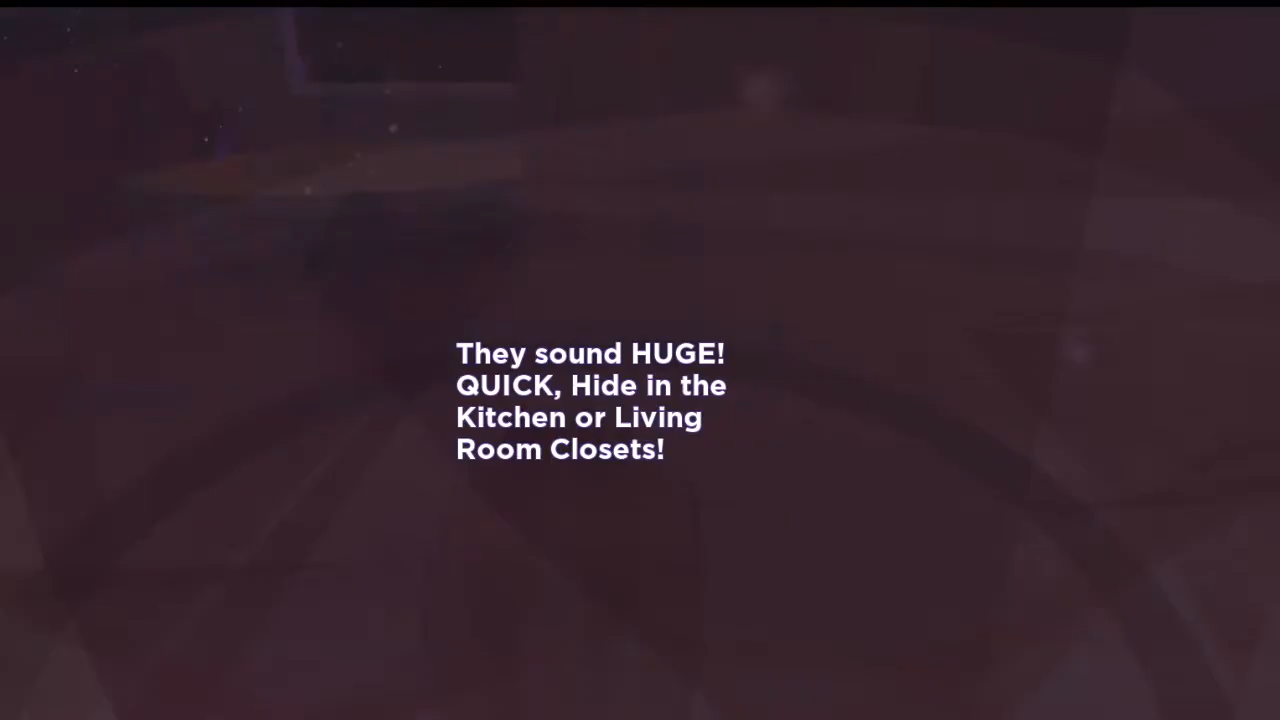 They sound HUGE!
QUICK, Hide in the
Kitchen or Living
Room Closets!